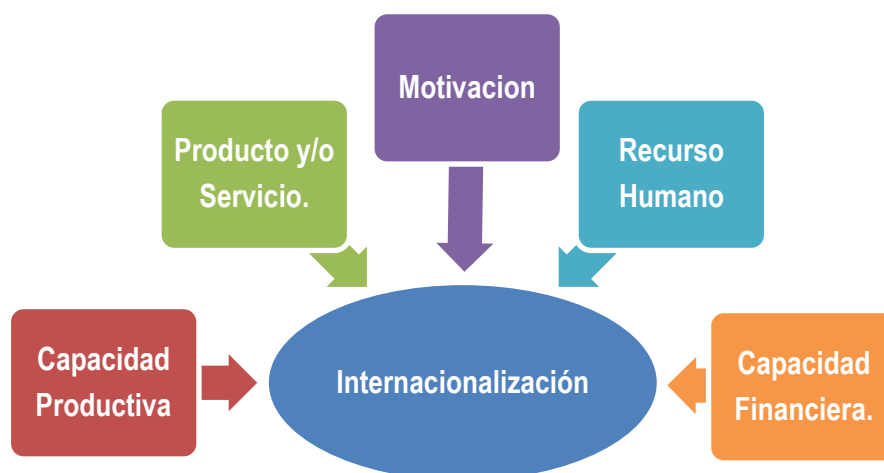 Motivacion
Producto y/o
Servicio.
Recurso
Humano
Capacidad
Productiva
Internacionalización
Capacidad
Financiera.